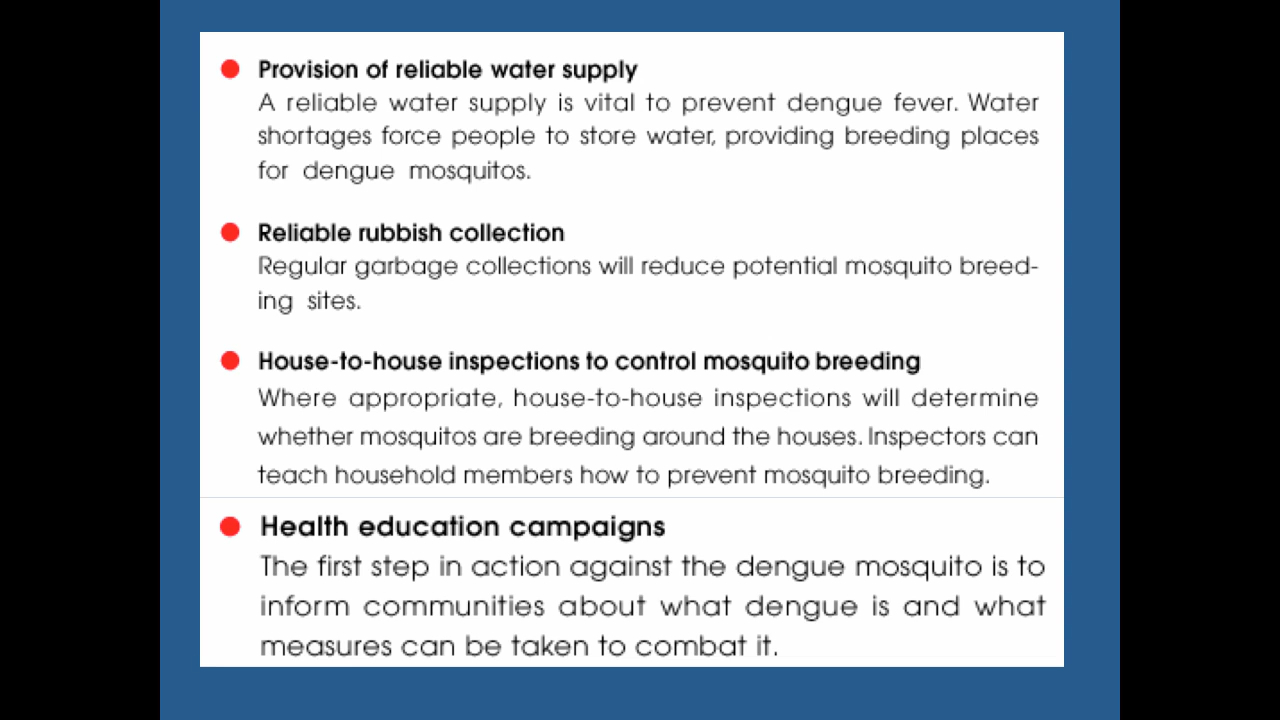 Provision of reliable water supply
A reliable water supply is vital to prevent dengue fever. Water
shortages force people to store water, providing breeding places
for dengue mosquitos.
Reliable rubbish collection
Regular garbage collections will reduce potential mosquito breed-
ing sites.
House-to-house inspections to control mosquito breeding
Where appropriate, house-to-house inspections will determine
whether mosquitos are breeding around the houses. Inspectors can
teach household members how to prevent mosquito breeding.
Health education campaigns
The first step in action against the dengue mosquito is to
inform communities about what dengue is and what
measures can be taken to combat it.